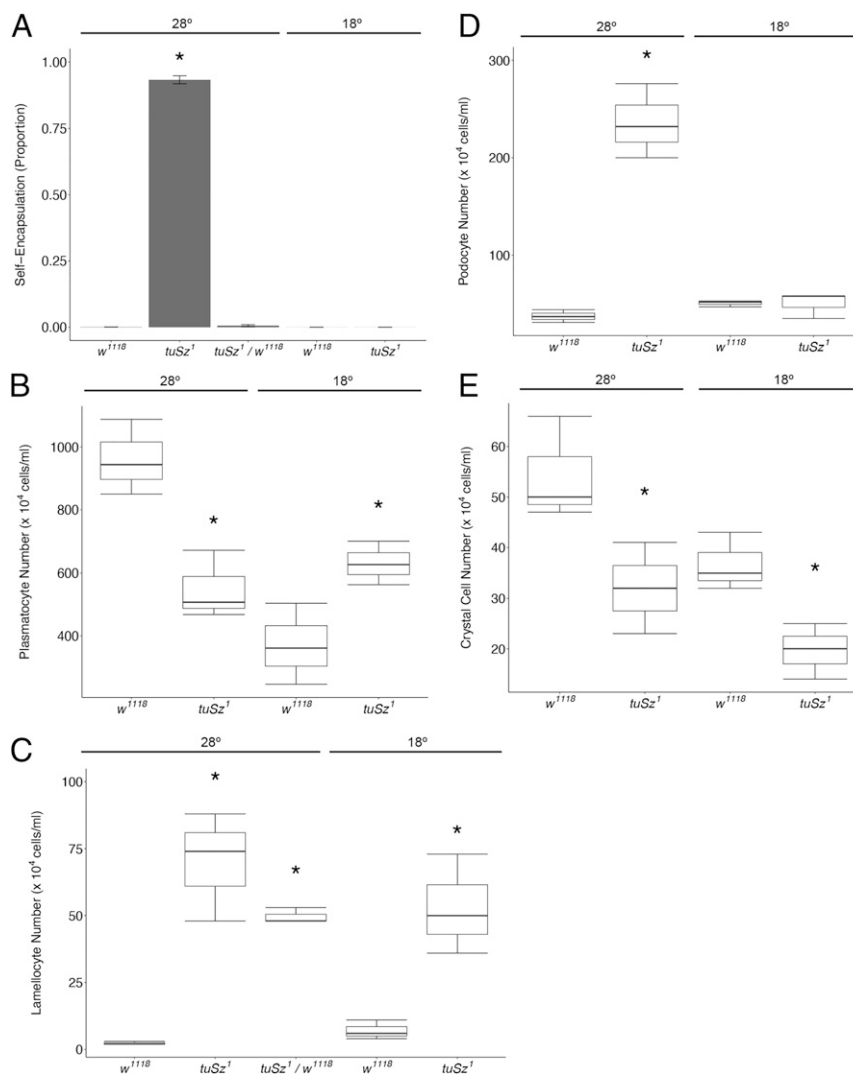 A
28° 18°
*
Self-Encapsulation (Proportion)
1.00
0.75
0.50
0.25
0.00
w¹¹¹⁸ tuSz¹ tuSz¹ / w¹¹¹⁸ w¹¹¹⁸ tuSz¹
B
28° 18°
* *
Plasmatocyte Number (x 10⁴ cells/ml)
1000
800
600
400
w¹¹¹⁸ tuSz¹ w¹¹¹⁸ tuSz¹
C
28° 18°
* * *
Lamellocyte Number (x 10⁴ cells/ml)
100
75
50
25
0
w¹¹¹⁸ tuSz¹ tuSz¹ / w¹¹¹⁸ w¹¹¹⁸ tuSz¹
D
28° 18°
*
Podocyte Number (x 10⁴ cells/ml)
300
200
100
w¹¹¹⁸ tuSz¹ w¹¹¹⁸ tuSz¹
E
28° 18°
* *
Crystal Cell Number (x 10⁴ cells/ml)
60
50
40
30
20
w¹¹¹⁸ tuSz¹ w¹¹¹⁸ tuSz¹